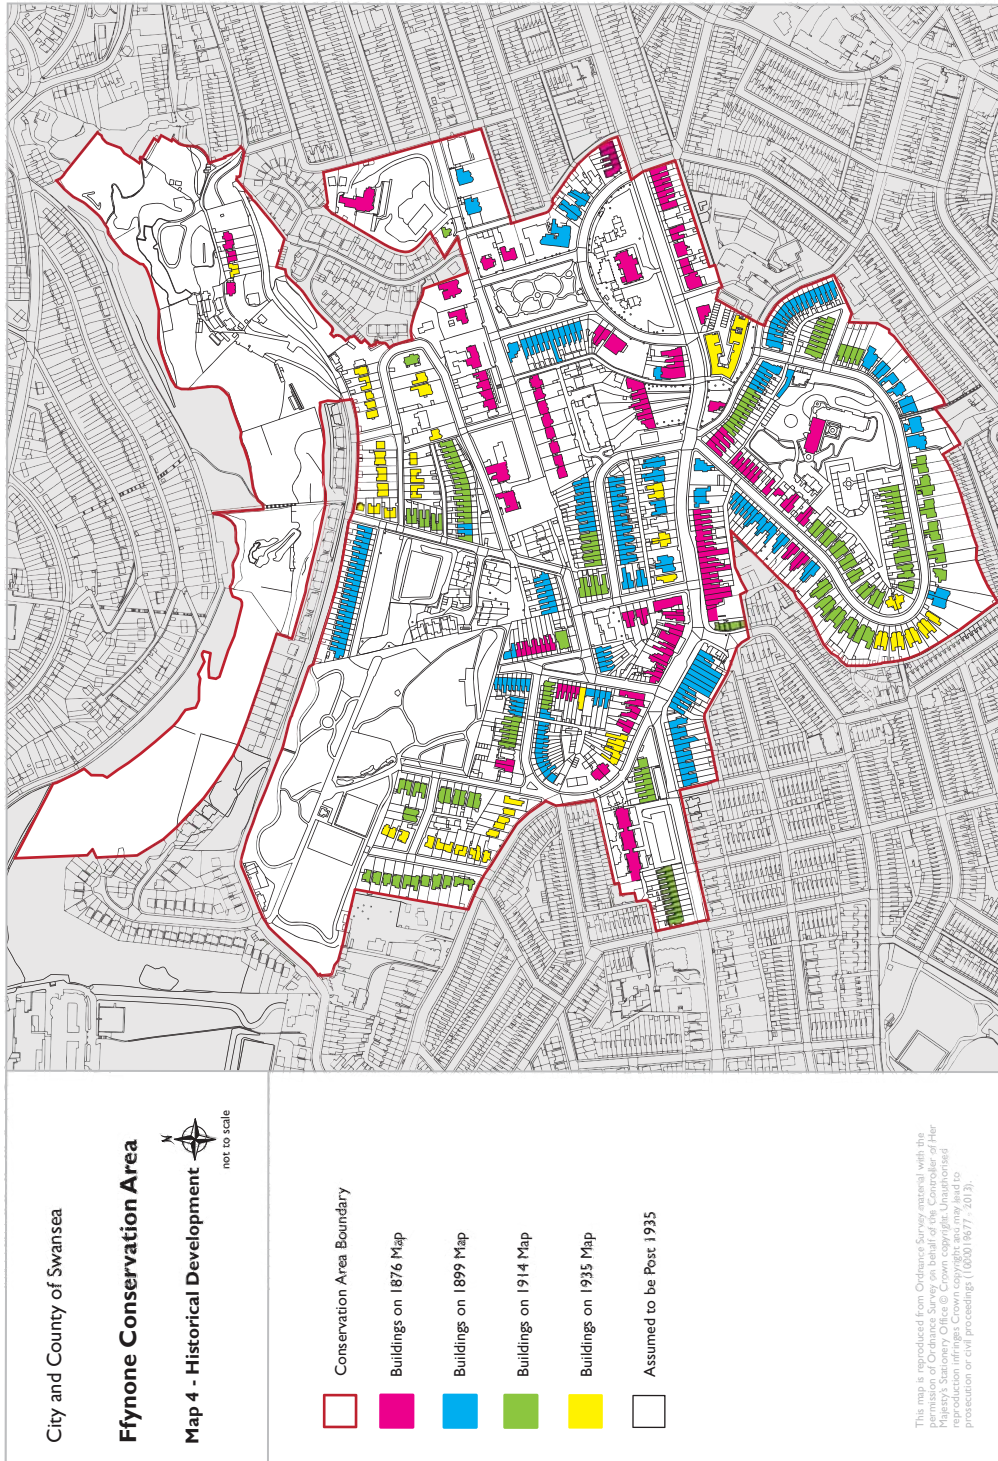 City and County of Swansea
Ffynone Conservation Area
Map 4 - Historical Development
N
not to scale
Conservation Area Boundary
Buildings on 1876 Map
Buildings on 1899 Map
Buildings on 1914 Map
Buildings on 1935 Map
Assumed to be Post 1935
This map is reproduced from Ordnance Survey material with the
permission of Ordnance Survey on behalf of the Controller of Her
Majesty's Stationery Office © Crown copyright. Unauthorised
reproduction infringes Crown copyright and may lead to
prosecution or civil proceedings (100019677 - 2013).